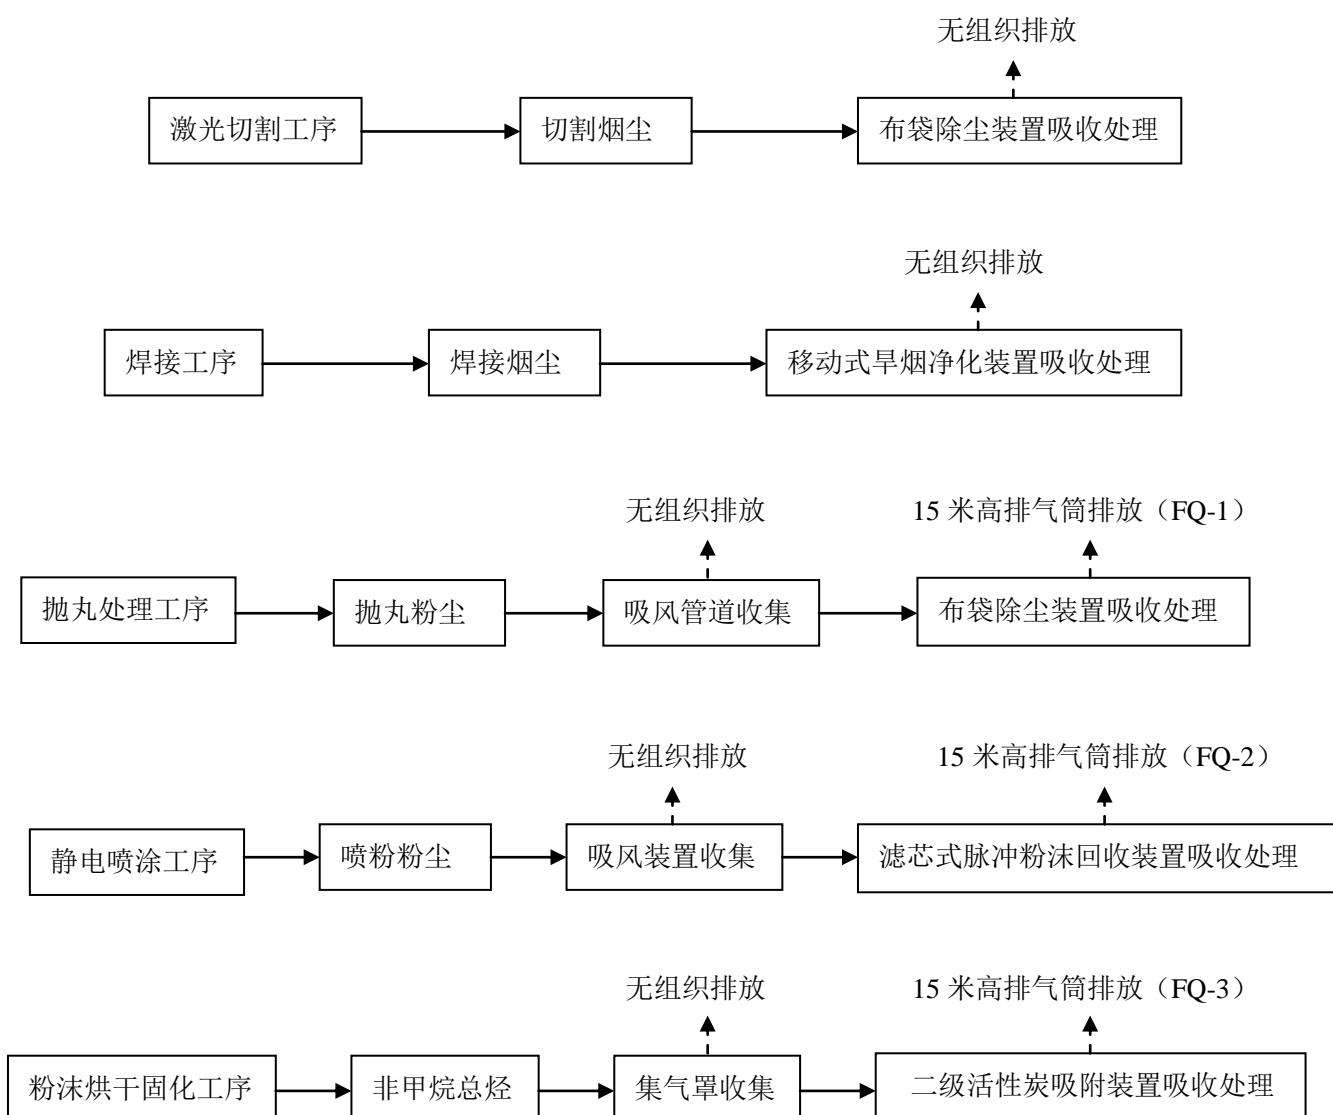 无组织排放
激光切割工序
切割烟尘
布袋除尘装置吸收处理
无组织排放
焊接工序
焊接烟尘
移动式旱烟净化装置吸收处理
无组织排放
15 米高排气筒排放（FQ-1）
抛丸处理工序
抛丸粉尘
吸风管道收集
布袋除尘装置吸收处理
无组织排放
15 米高排气筒排放（FQ-2）
静电喷涂工序
喷粉粉尘
吸风装置收集
滤芯式脉冲粉沫回收装置吸收处理
无组织排放
15 米高排气筒排放（FQ-3）
粉沫烘干固化工序
非甲烷总烃
集气罩收集
二级活性炭吸附装置吸收处理